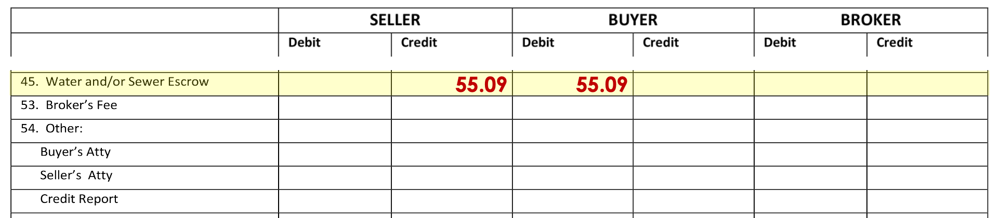 SELLER BUYER BROKER
Debit Credit Debit Credit Debit Credit
45. Water and/or Sewer Escrow 55.09 55.09
53. Broker’s Fee
54. Other:
Buyer’s Atty
Seller’s Atty
Credit Report